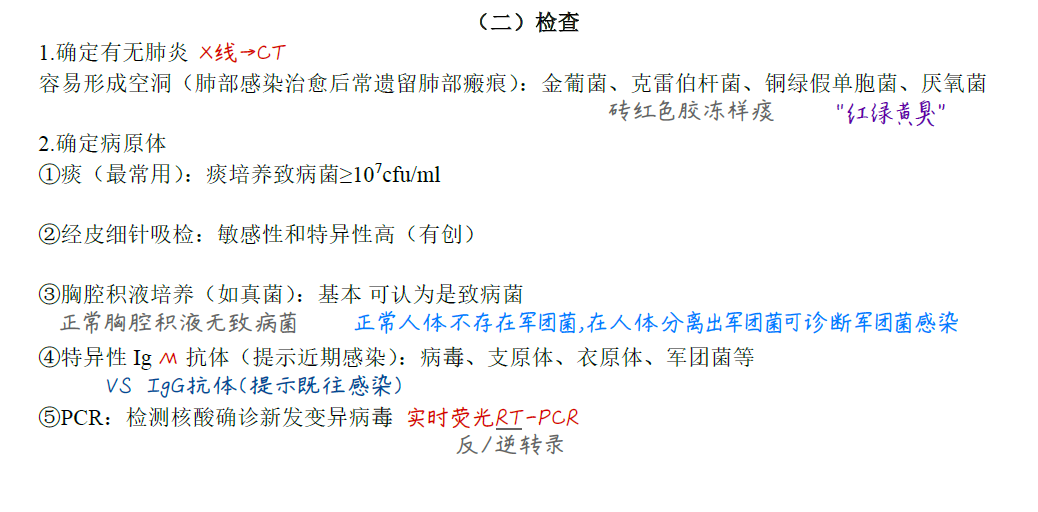 （二）检查
1.确定有无肺炎 X线→CT
容易形成空洞（肺部感染治愈后常遗留肺部瘢痕）：金葡菌、克雷伯杆菌、铜绿假单胞菌、厌氧菌
砖红色胶冻样痰 "红绿黄臭"
2.确定病原体
①痰（最常用）：痰培养致病菌≥10⁷cfu/ml
②经皮细针吸检：敏感性和特异性高（有创）
③胸腔积液培养（如真菌）：基本 可认为是致病菌
正常胸腔积液无致病菌 正常人体不存在军团菌,在人体分离出军团菌可诊断军团菌感染
④特异性 Ig M 抗体（提示近期感染）：病毒、支原体、衣原体、军团菌等
VS IgG抗体(提示既往感染)
⑤PCR：检测核酸确诊新发变异病毒 实时荧光RT-PCR
反/逆转录